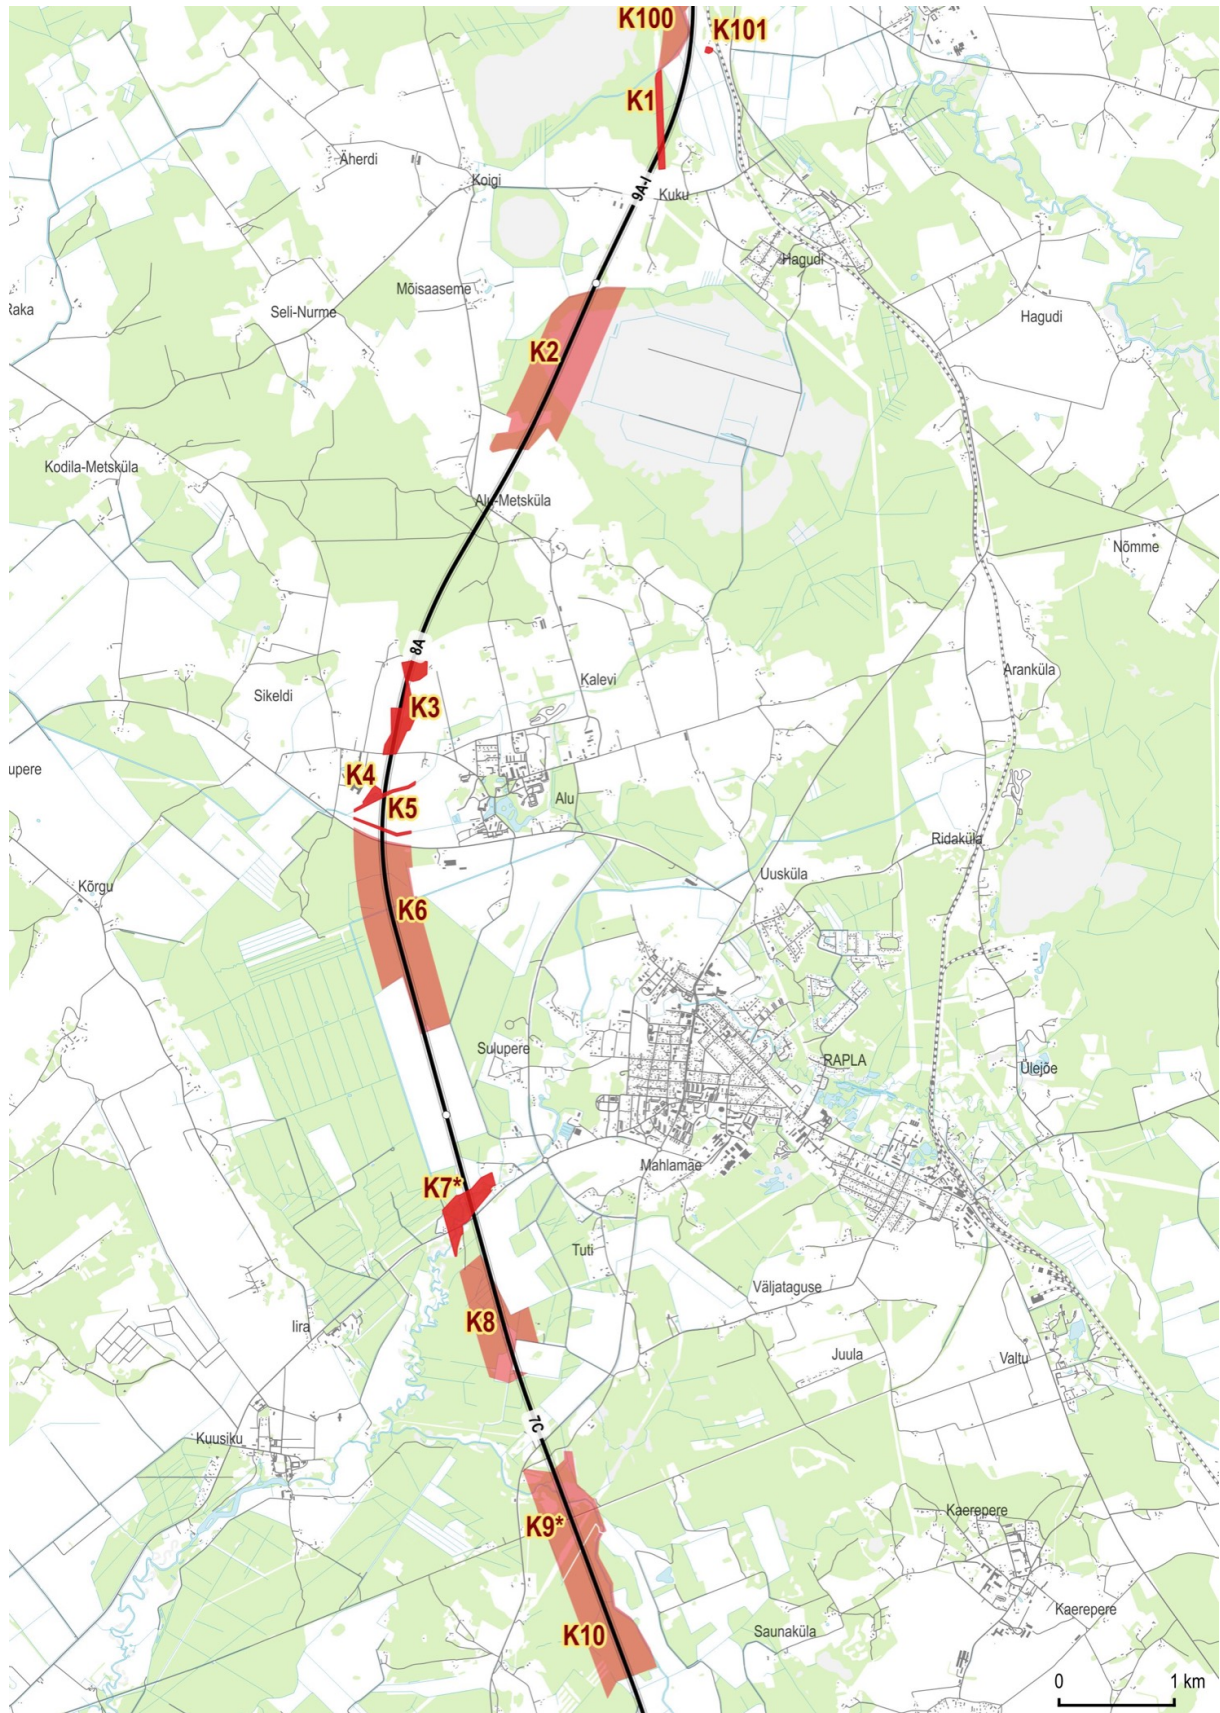 K100
K101
K1
Äherdi
Koigi
9A-I
Kuku
Hagudi
Mõisaaseme
Raka
Seli-Nurme
Hagudi
K2
Kodila-Metsküla
Alu-Metsküla
Nõmme
8A
Kalevi
Aranküla
Sikeldi
K3
upere
K4
K5
Alu
Ridaküla
Uusküla
Kõrgu
K6
Sulupere
RAPLA
Ülejõe
Mahlamäe
K7*
Tuti
Väljataguse
Iira
K8
Juula
Valtu
7C
Kuusiku
Kaerepere
K9*
Kaerepere
K10
Saunaküla
0 1 km